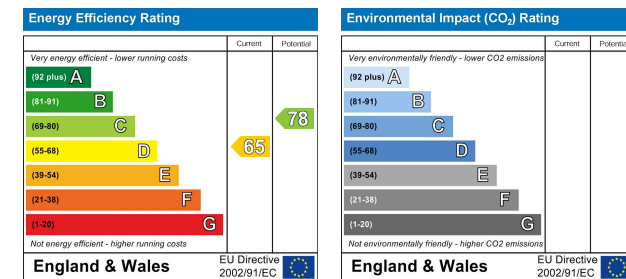 Energy Efficiency Rating
Current Potential
Very energy efficient - lower running costs
(92 plus) A
(81-91) B
(69-80) C
78
(55-68) D
65
(39-54) E
(21-38) F
(1-20) G
Not energy efficient - higher running costs
England & Wales
EU Directive
2002/91/EC
Environmental Impact (CO2) Rating
Current Potential
Very environmentally friendly - lower CO2 emissions
(92 plus) A
(81-91) B
(69-80) C
(55-68) D
(39-54) E
(21-38) F
(1-20) G
Not environmentally friendly - higher CO2 emissions
England & Wales
EU Directive
2002/91/EC